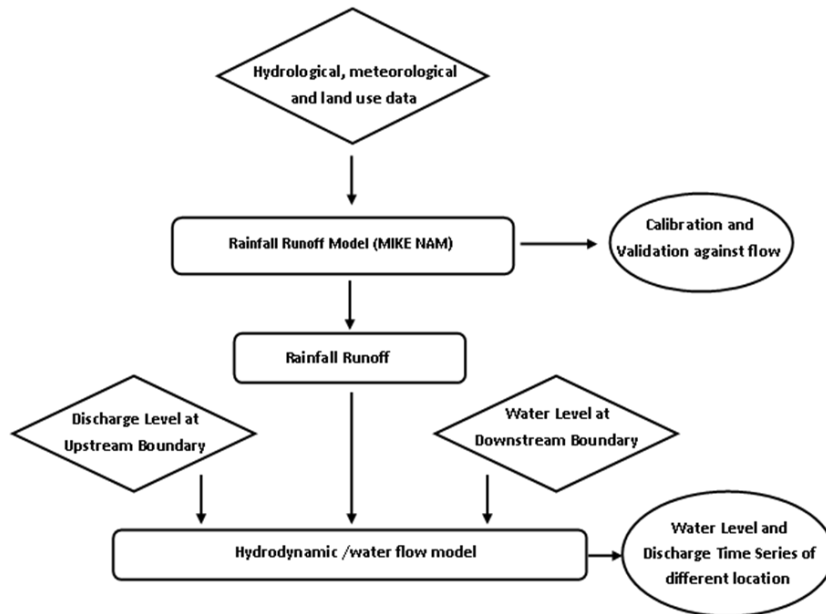 Hydrological, meteorological
and land use data
Rainfall Runoff Model (MIKE NAM)
Calibration and
Validation against flow
Rainfall Runoff
Discharge Level at
Upstream Boundary
Water Level at
Downstream Boundary
Hydrodynamic /water flow model
Water Level and
Discharge Time Series of
different location